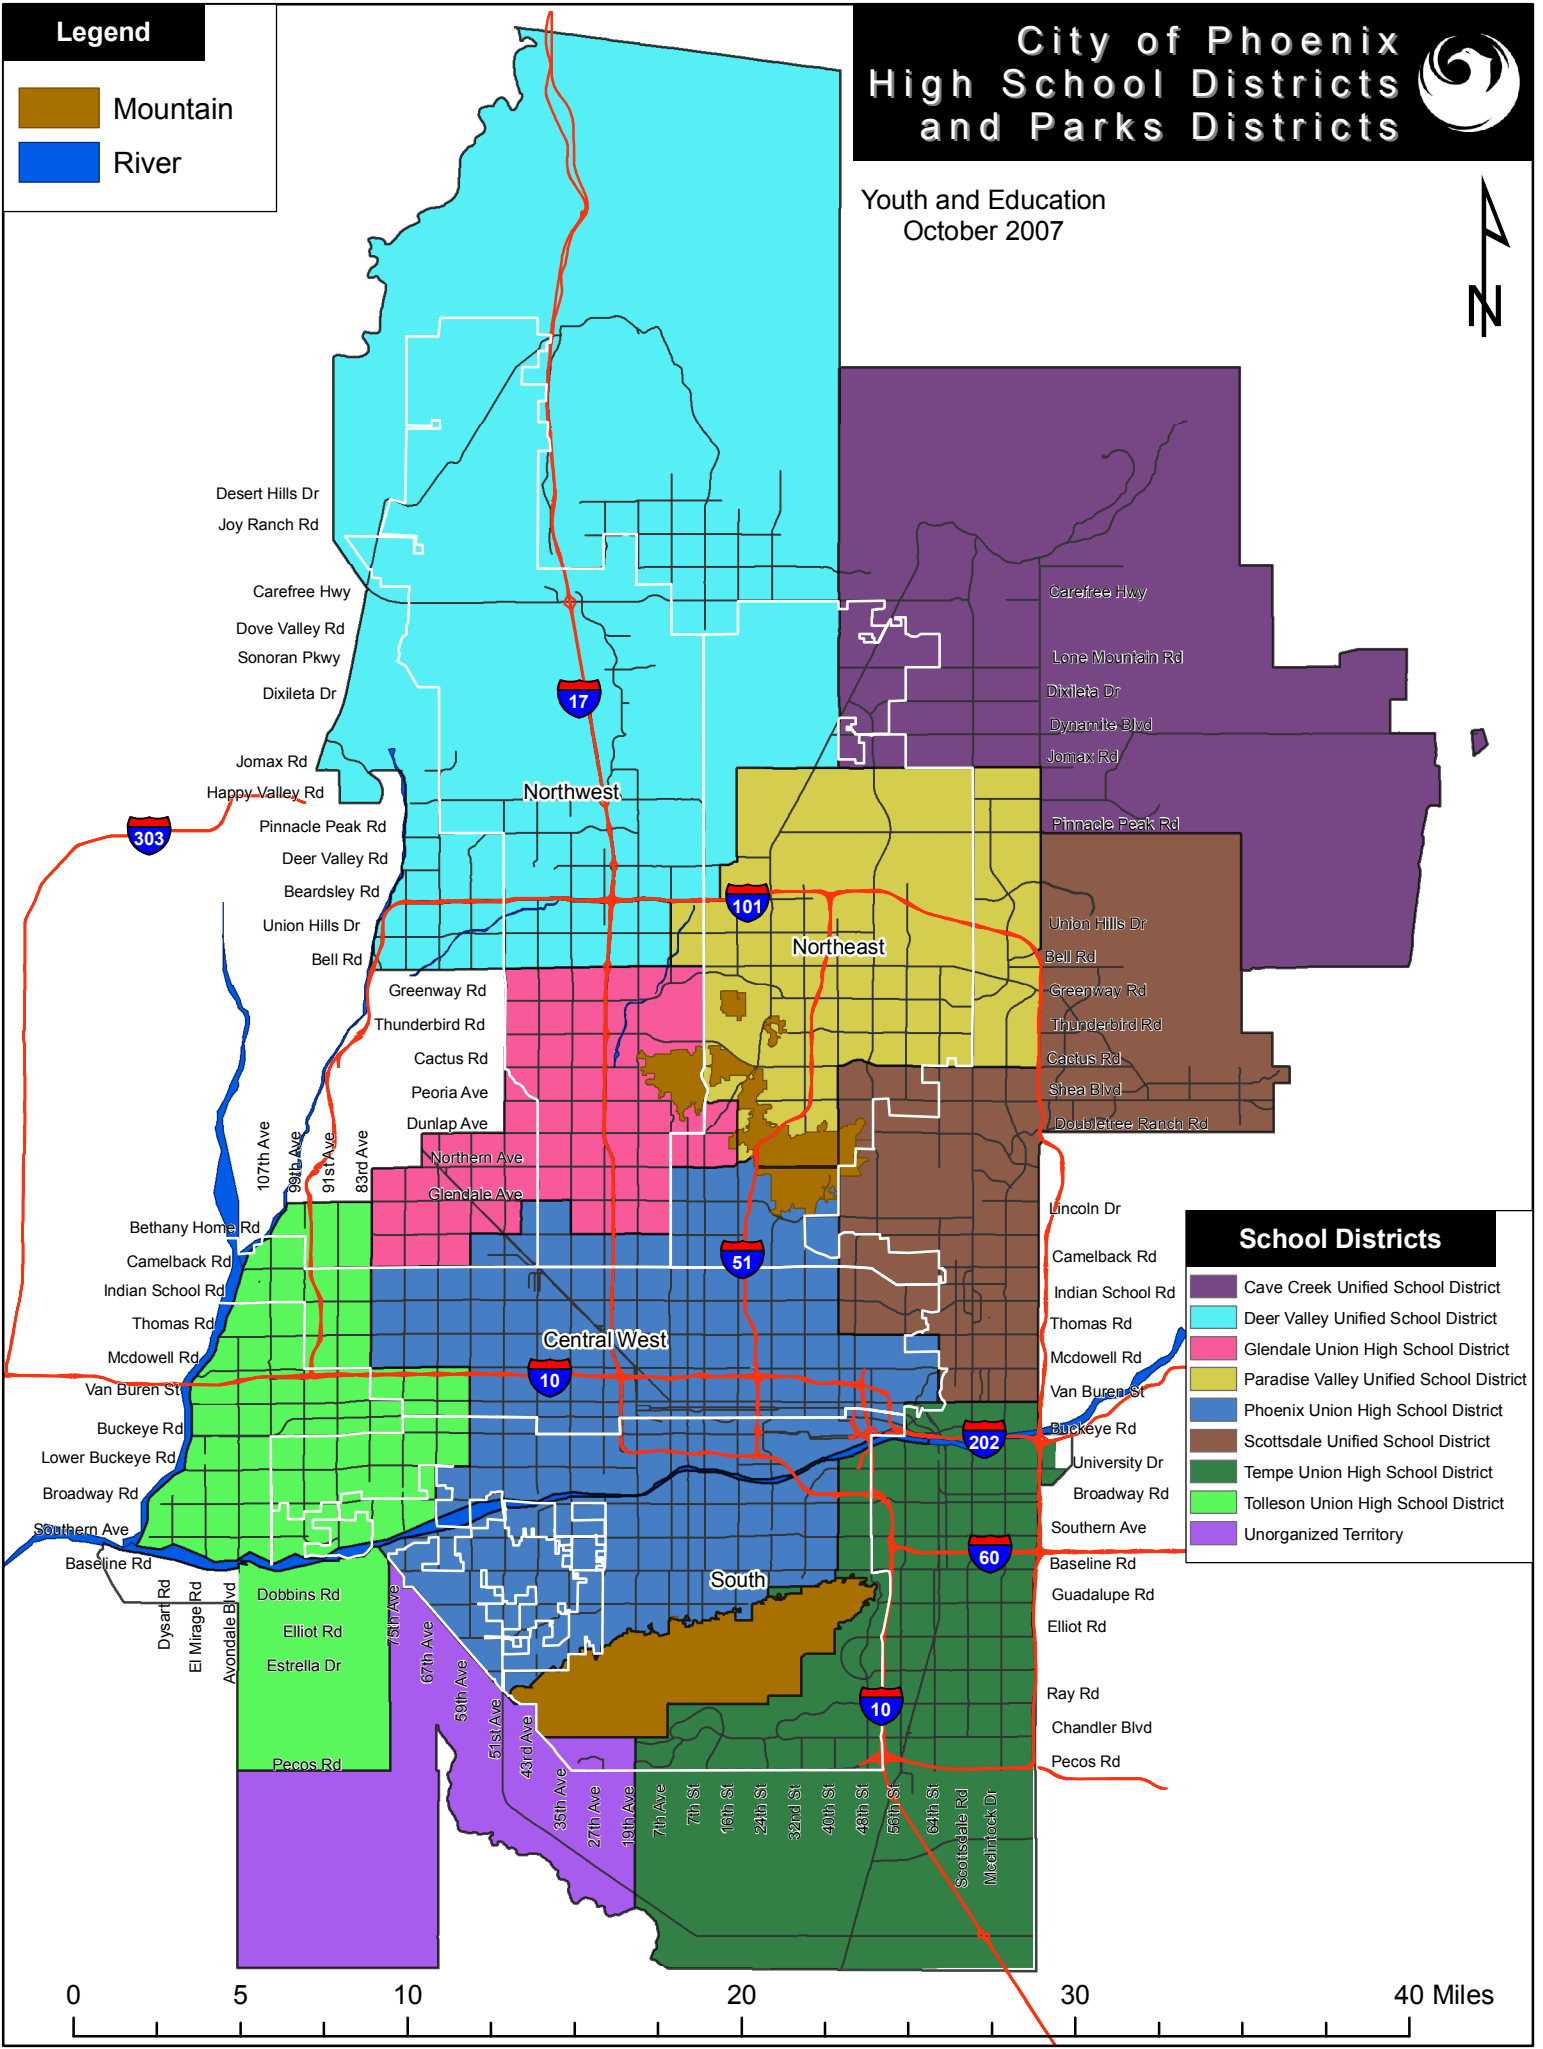 Legend
Mountain
River
City of Phoenix
High School Districts
and Parks Districts
Youth and Education
October 2007
N
Desert Hills Dr
Joy Ranch Rd
Carefree Hwy
Carefree Hwy
Dove Valley Rd
Sonoran Pkwy
Lone Mountain Rd
Dixileta Dr
17
Dixileta Dr
Dynamite Blvd
Jomax Rd
Jomax Rd
Happy Valley Rd
Northwest
303
Pinnacle Peak Rd
Pinnacle Peak Rd
Deer Valley Rd
Beardsley Rd
101
Union Hills Dr
Union Hills Dr
Northeast
Bell Rd
Bell Rd
Greenway Rd
Greenway Rd
Thunderbird Rd
Thunderbird Rd
Cactus Rd
Cactus Rd
Peoria Ave
Shea Blvd
Dunlap Ave
Doubletree Ranch Rd
107th Ave
99th Ave
91st Ave
83rd Ave
Northern Ave
Glendale Ave
Lincoln Dr
Bethany Home Rd
Camelback Rd
51
Camelback Rd
Indian School Rd
Indian School Rd
Thomas Rd
Thomas Rd
Central West
Mcdowell Rd
Mcdowell Rd
10
Van Buren St
Van Buren St
Buckeye Rd
Buckeye Rd
202
Lower Buckeye Rd
University Dr
Broadway Rd
Broadway Rd
Southern Ave
Southern Ave
60
Baseline Rd
Baseline Rd
South
Dobbins Rd
Guadalupe Rd
Elliot Rd
Elliot Rd
Estrella Dr
Dysart Rd
El Mirage Rd
Avondale Blvd
75th Ave
67th Ave
59th Ave
51st Ave
43rd Ave
35th Ave
27th Ave
19th Ave
7th Ave
7th St
16th St
24th St
32nd St
40th St
48th St
56th St
64th St
Scottsdale Rd
Mcclintock Dr
10
Ray Rd
Chandler Blvd
Pecos Rd
Pecos Rd
School Districts
Cave Creek Unified School District
Deer Valley Unified School District
Glendale Union High School District
Paradise Valley Unified School District
Phoenix Union High School District
Scottsdale Unified School District
Tempe Union High School District
Tolleson Union High School District
Unorganized Territory
0 5 10 20 30 40 Miles